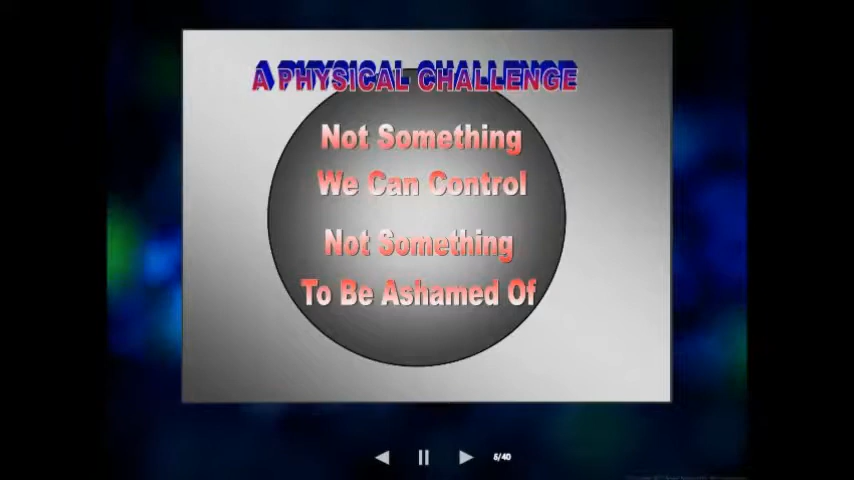 A PHYSICAL CHALLENGE
Not Something
We Can Control
Not Something
To Be Ashamed Of
5/40